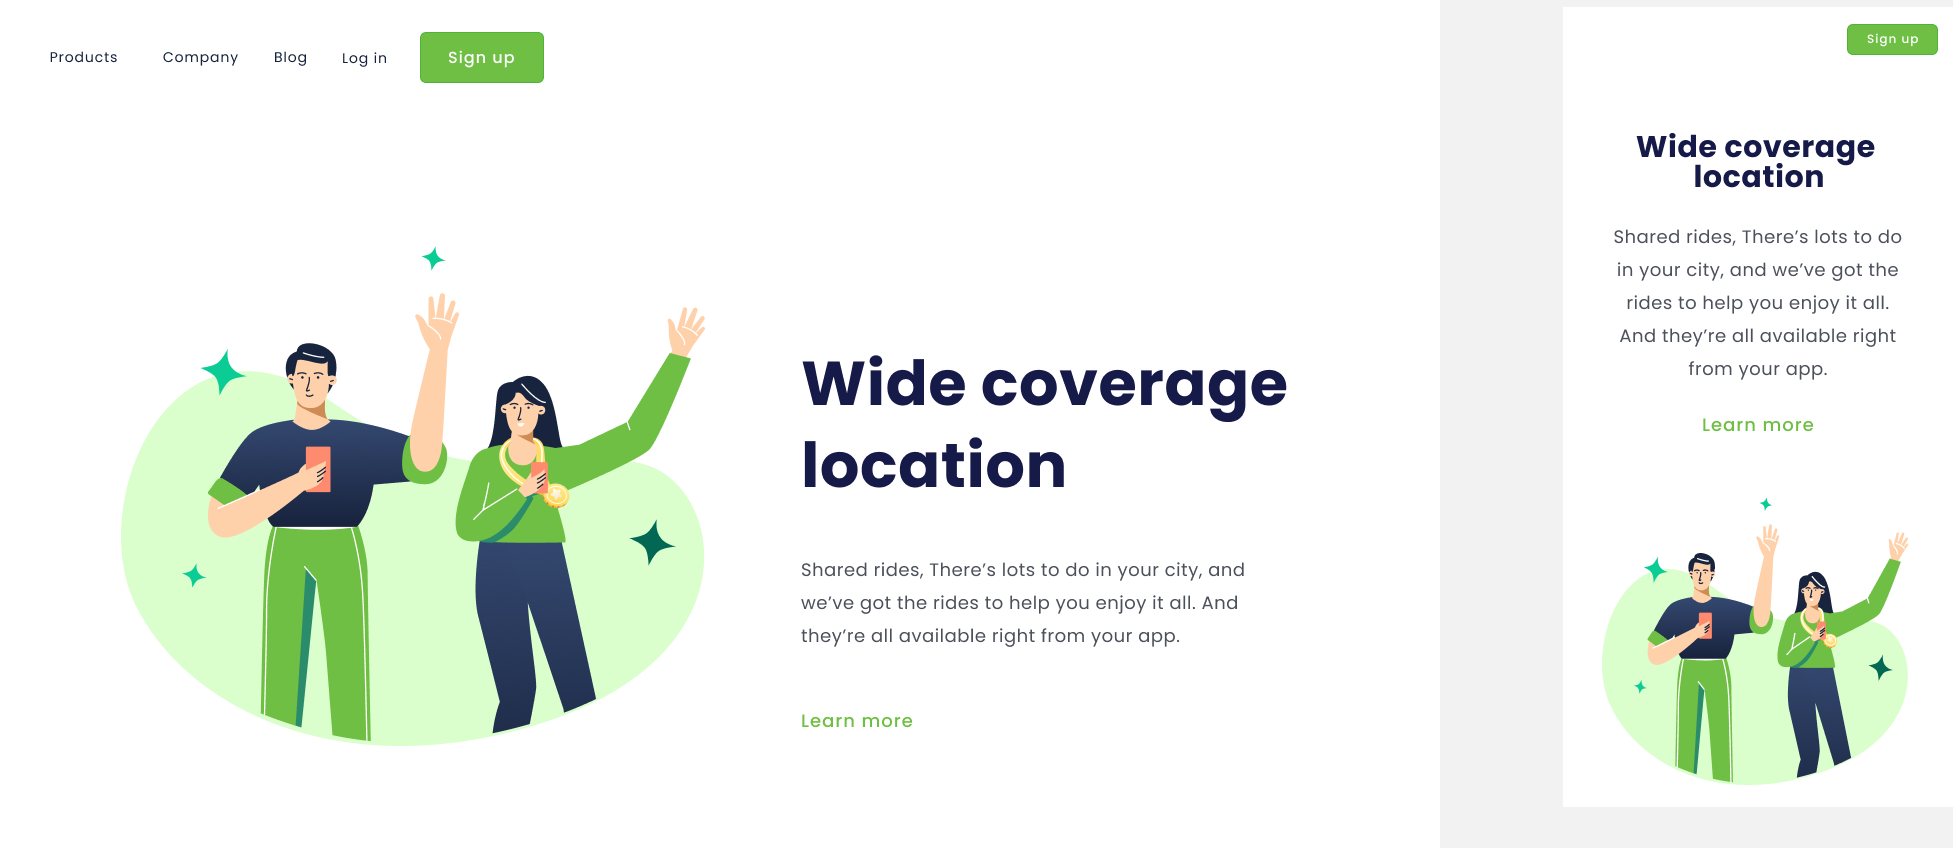 Products Company Blog Log in Sign up
Wide coverage
location
Shared rides, There’s lots to do in your city, and
we’ve got the rides to help you enjoy it all. And
they’re all available right from your app.
Learn more
Sign up
Wide coverage
location
Shared rides, There’s lots to do
in your city, and we’ve got the
rides to help you enjoy it all.
And they’re all available right
from your app.
Learn more